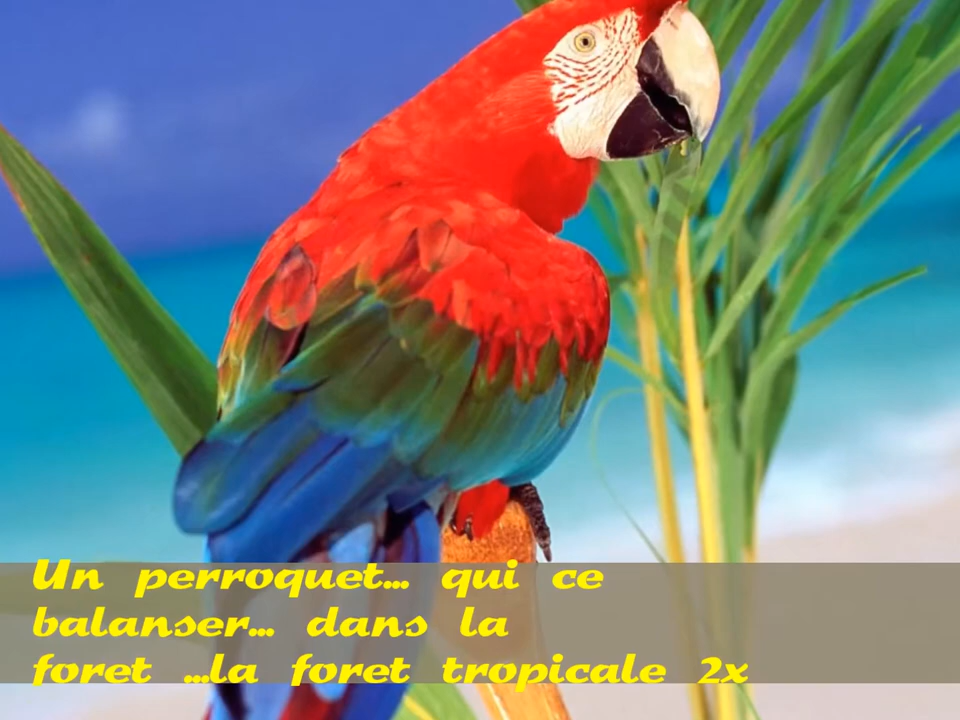 Un perroquet... qui ce
balanser... dans la
foret ...la foret tropicale 2x